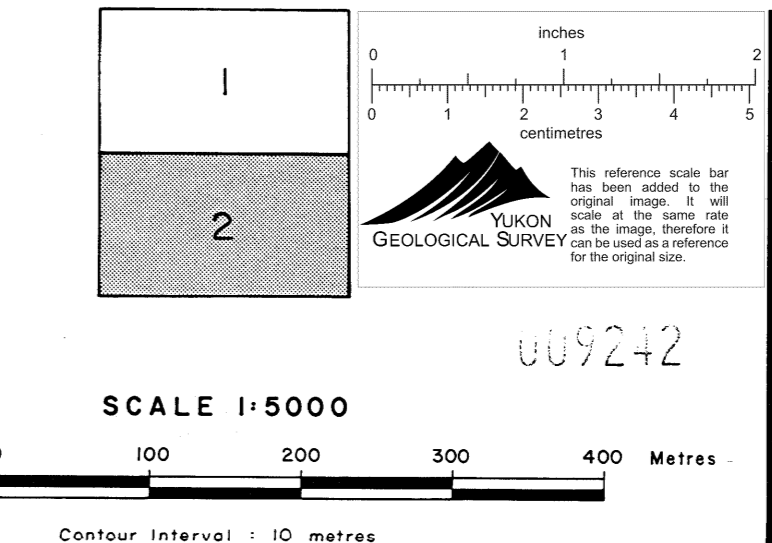 1
2
inches
0 1 2
0 1 2 3 4 5
centimetres
YUKON
GEOLOGICAL SURVEY
This reference scale bar
has been added to the
original image. It will
scale at the same rate
as the image, therefore it
can be used as a reference
for the original size.
009242
SCALE 1:5000
100 200 300 400 Metres
Contour Interval : 10 metres